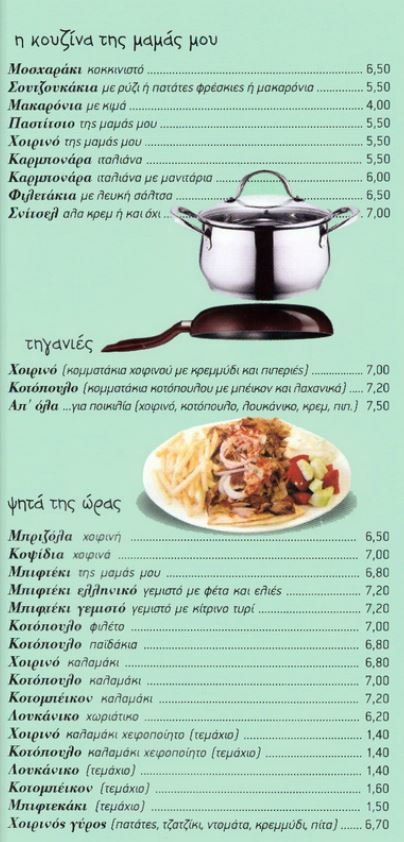 η κουζίνα της μαμάς μου
Μοσχαράκι κοκκινιστό ... 6,50
Σουτζουκάκια με ρύζι ή πατάτες φρέσκιες ή μακαρόνια ... 5,50
Μακαρόνια με κιμά ... 4,00
Παστίτσιο της μαμάς μου ... 5,50
Χοιρινό της μαμάς μου ... 5,50
Καρμπονάρα ιταλιάνα ... 5,50
Καρμπονάρα ιταλιάνα με μανιτάρια ... 6,00
Φιλετάκια με λευκή σάλτσα ... 6,50
Σνίτσελ αλα κρεμ ή και όχι ... 7,00
τηγανιές
Χοιρινό (κομματάκια χοιρινού με κρεμμύδι και πιπεριές) ... 7,00
Κοτόπουλο (κομματάκια κοτόπουλου με μπέικον και λαχανικά) ... 7,20
Απ' όλα ...για ποικιλία (χοιρινό, κοτόπουλο, λουκάνικο, κρεμ, πιπ.) 7,50
ψητά της ώρας
Μπριζόλα χοιρινή ... 6,50
Κοψίδια χοιρινά ... 7,00
Μπιφτέκι της μαμάς μου ... 6,80
Μπιφτέκι ελληνικό γεμιστό με φέτα και ελιές ... 7,20
Μπιφτέκι γεμιστό γεμιστό με κίτρινο τυρί ... 7,20
Κοτόπουλο φιλέτο ... 7,00
Κοτόπουλο παϊδάκια ... 6,80
Χοιρινό καλαμάκι ... 6,80
Κοτόπουλο καλαμάκι ... 7,00
Κοτομπέικον καλαμάκι ... 7,20
Λουκάνικο χωριάτικο ... 6,20
Χοιρινό καλαμάκι χειροποίητο (τεμάχιο) ... 1,40
Κοτόπουλο καλαμάκι χειροποίητο (τεμάχιο) ... 1,40
Λουκάνικο (τεμάχιο) ... 1,40
Κοτομπέικον (τεμάχιο) ... 1,60
Μπιφτεκάκι (τεμάχιο) ... 1,50
Χοιρινός γύρος (πατάτες, τζατζίκι, ντομάτα, κρεμμύδι, πίτα) ... 6,70